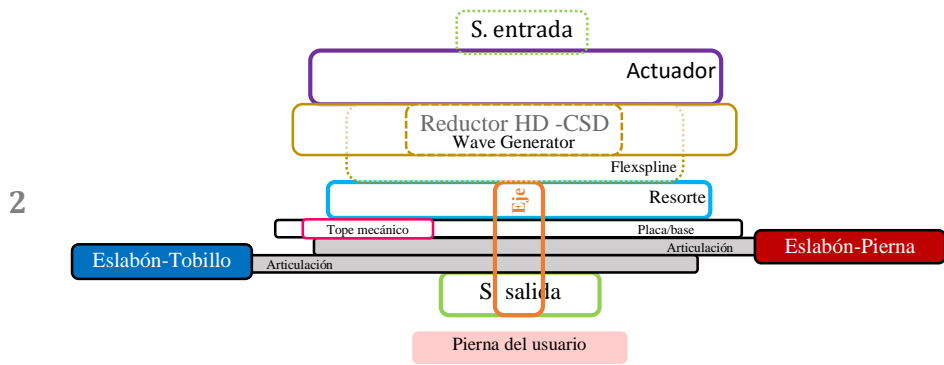 S. entrada
Actuador
Reductor HD -CSD
Wave Generator
Flexspline
2
Eje
Resorte
Tope mecánico
Placa/base
Articulación
Eslabón-Pierna
Eslabón-Tobillo
Articulación
S. salida
Pierna del usuario